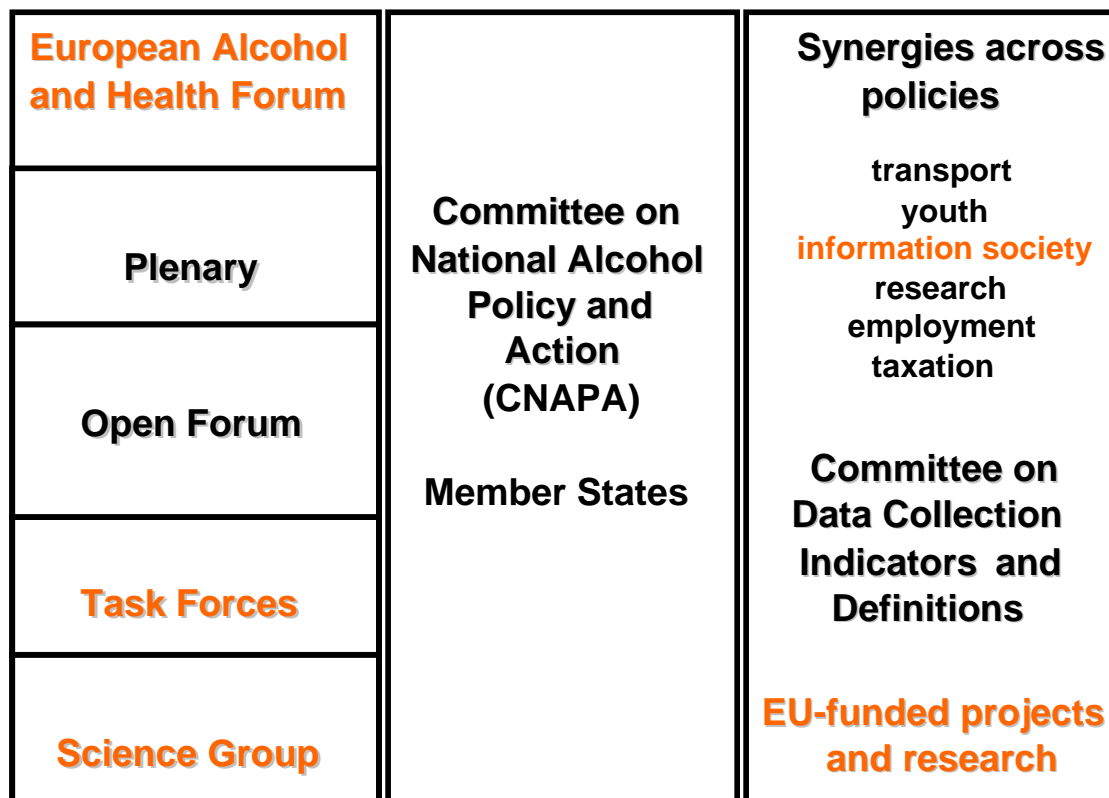 European Alcohol
and Health Forum
Plenary
Open Forum
Task Forces
Science Group
Committee on
National Alcohol
Policy and
Action
(CNAPA)
Member States
Synergies across
policies
transport
youth
information society
research
employment
taxation
Committee on
Data Collection
Indicators and
Definitions
EU-funded projects
and research